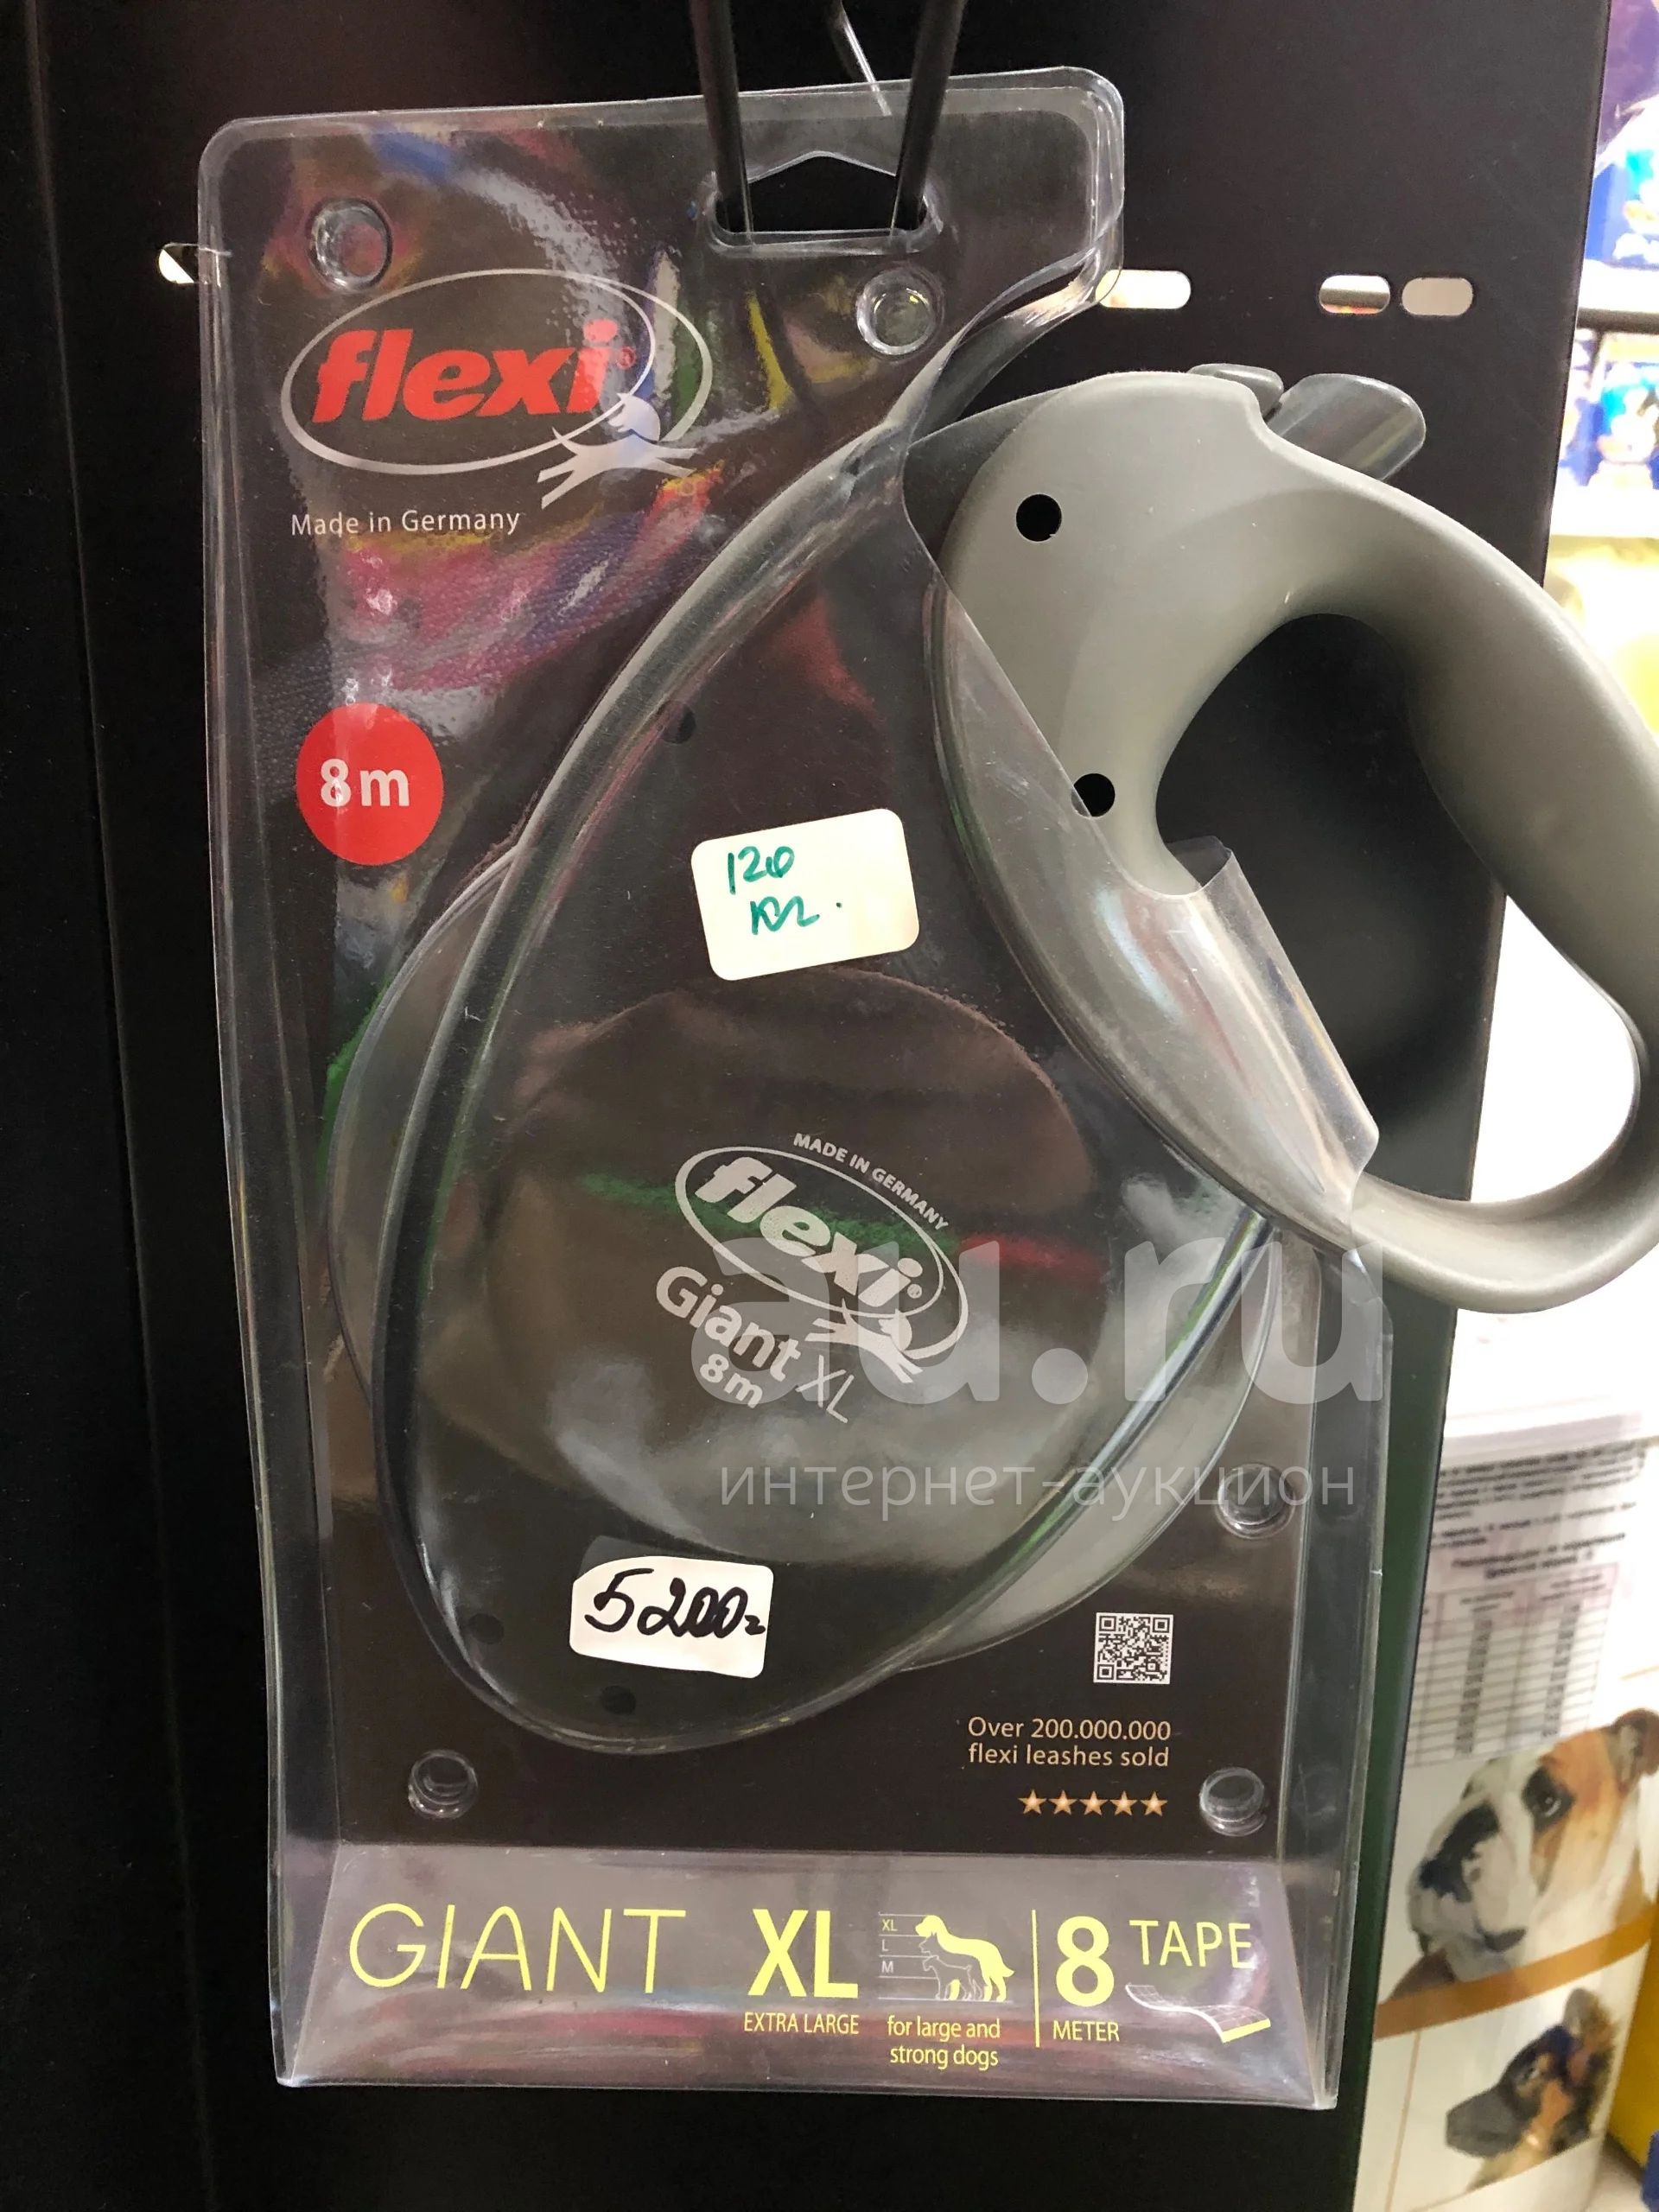 flexi®
Made in Germany
8m
120
кг.
MADE IN GERMANY
flexi®
Giant XL
8m
au.ru
интернет-аукцион
5200=
Over 200.000.000
flexi leashes sold
GIANT XL
EXTRA LARGE
XL
L
M
for large and
strong dogs
8 TAPE
METER